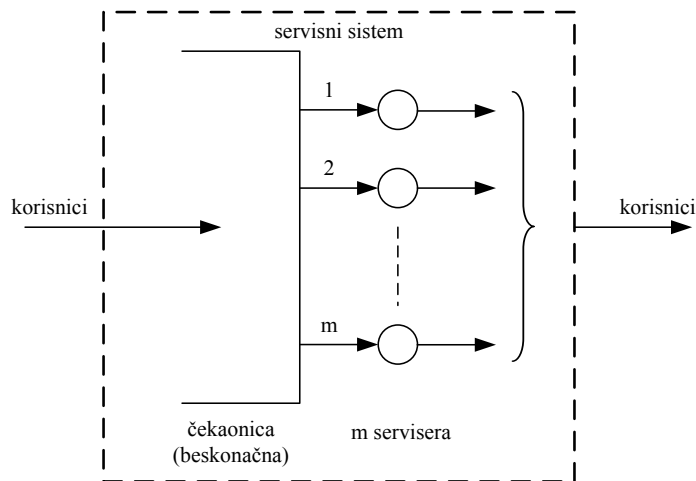 servisni sistem
1
2
korisnici
korisnici
m
čekaonica
(beskonačna)
m servisera